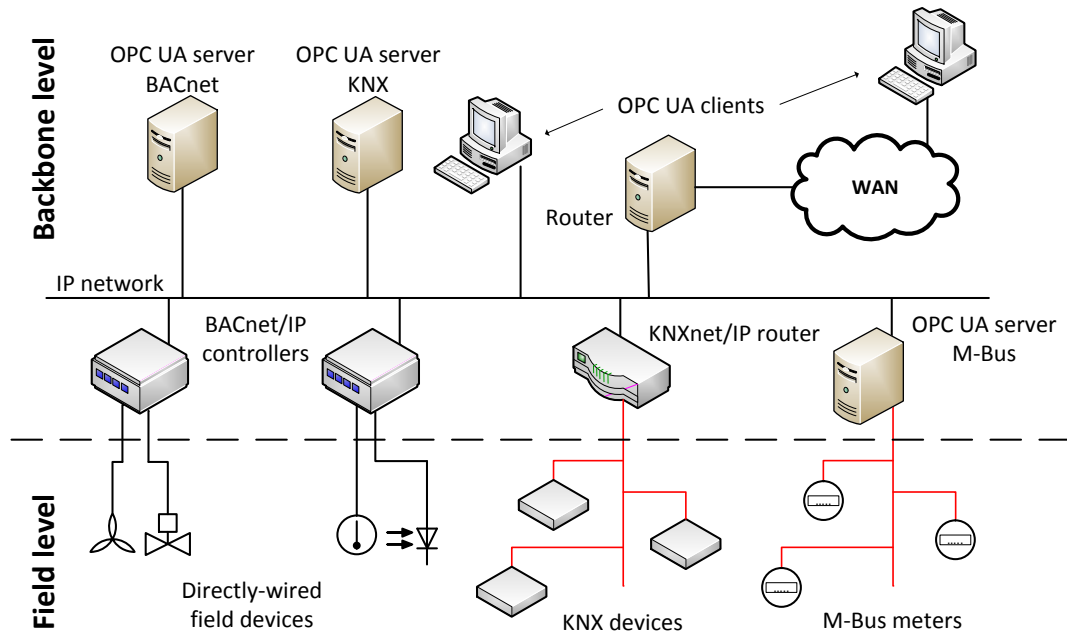 Backbone level
OPC UA server
BACnet
OPC UA server
KNX
OPC UA clients
WAN
Router
IP network
BACnet/IP
controllers
KNXnet/IP router
OPC UA server
M-Bus
Field level
Directly-wired
field devices
KNX devices
M-Bus meters